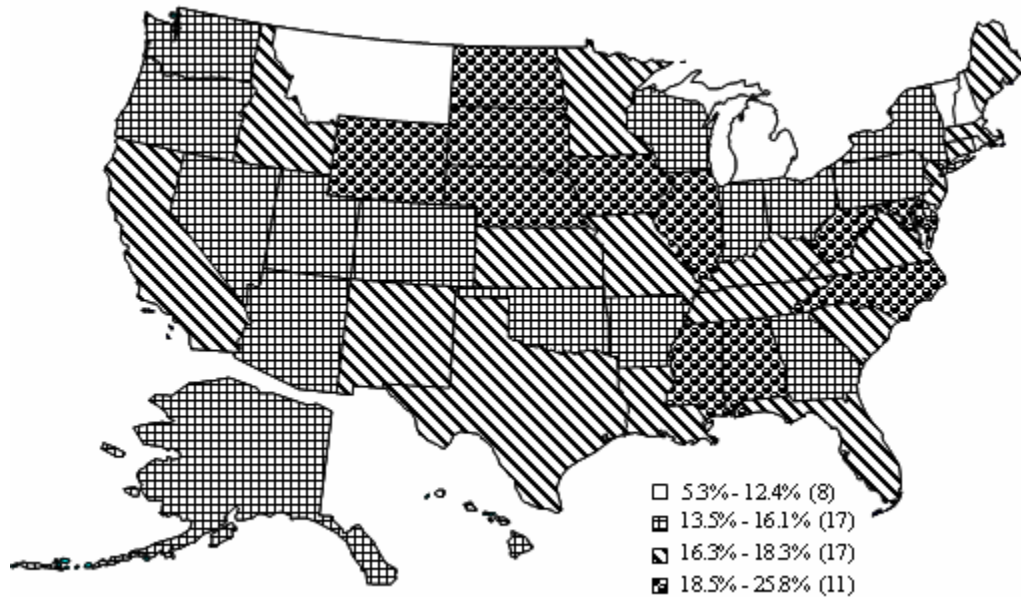 5.3% - 12.4% (8)
13.5% - 16.1% (17)
16.3% - 18.3% (17)
18.5% - 25.8% (11)